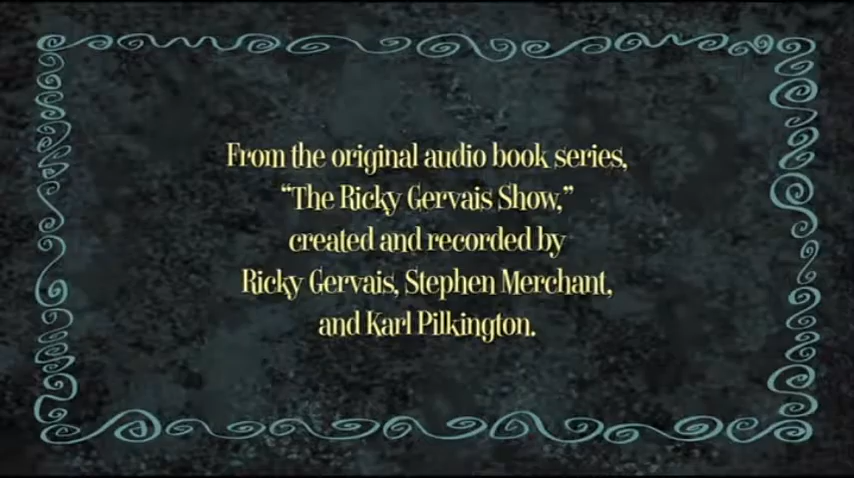 From the original audio book series,
“The Ricky Gervais Show,”
created and recorded by
Ricky Gervais, Stephen Merchant,
and Karl Pilkington.